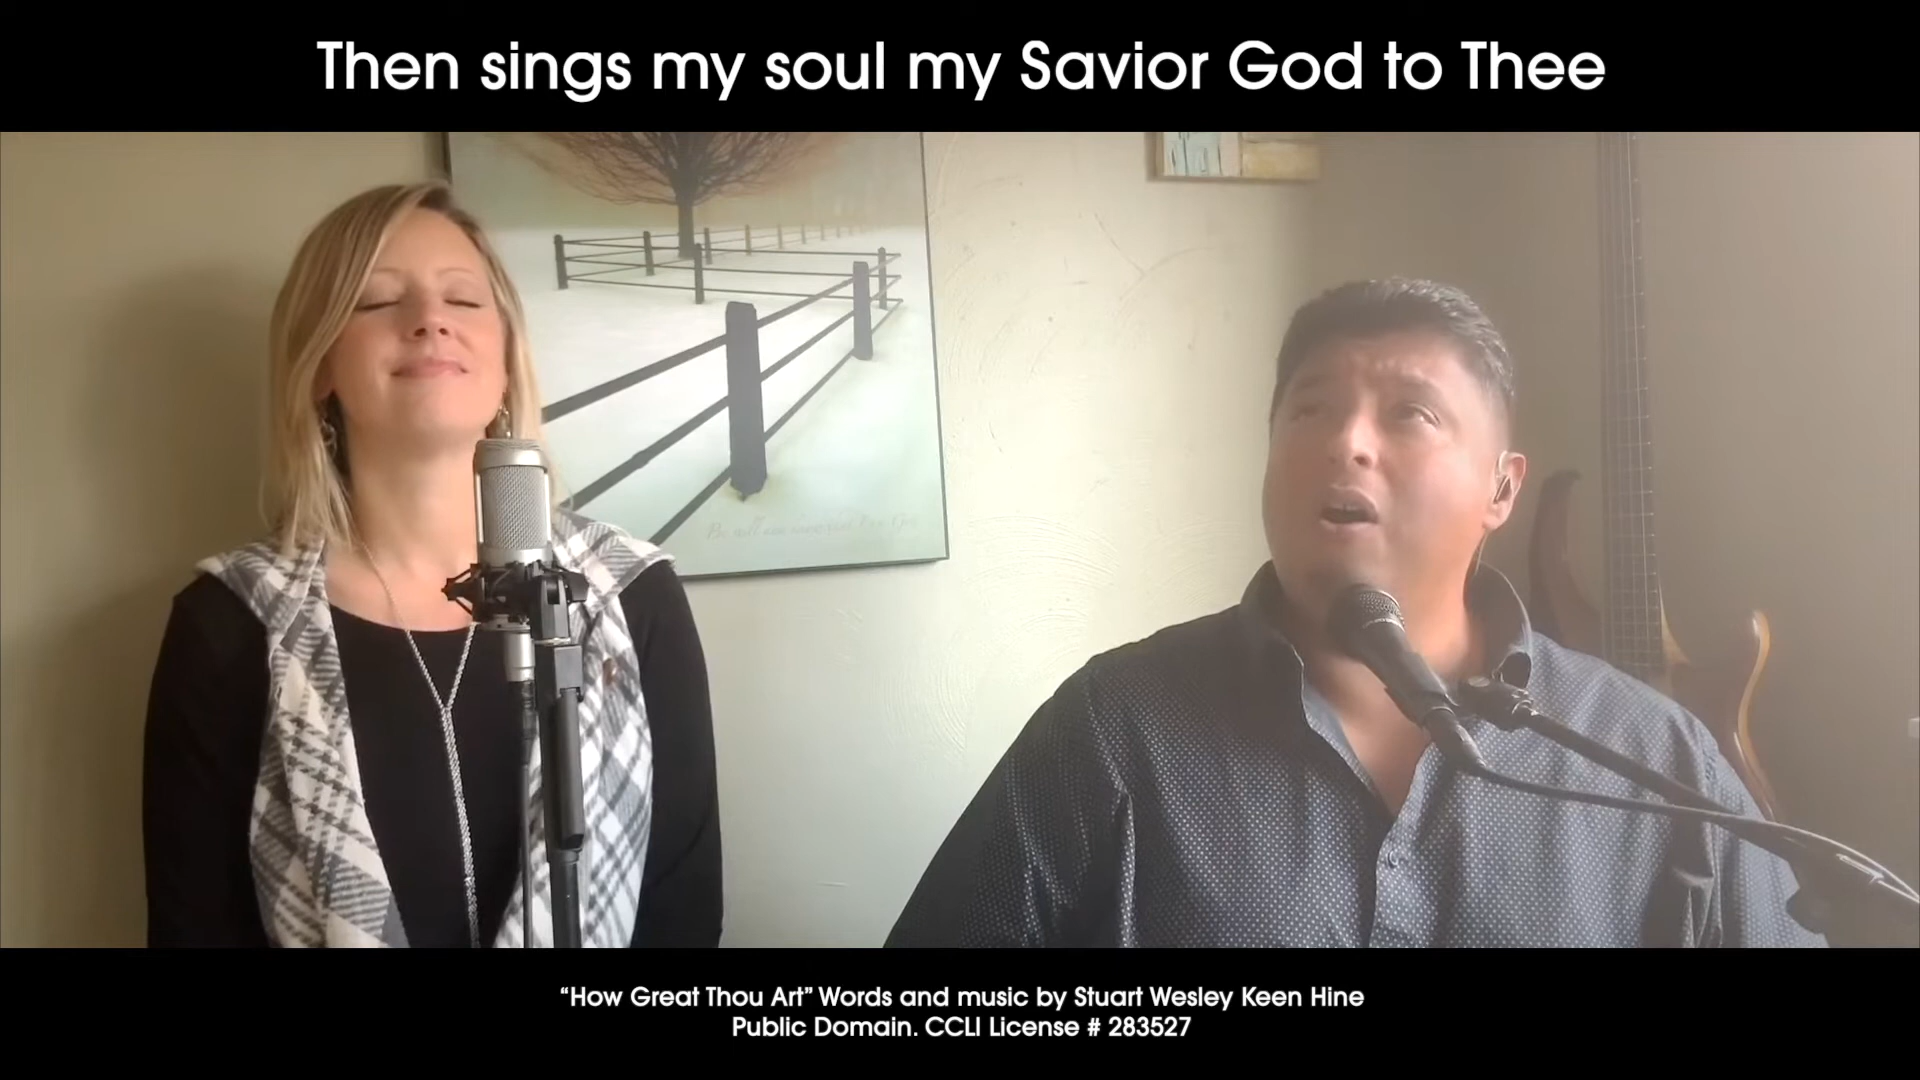 Then sings my soul my Savior God to Thee
“How Great Thou Art” Words and music by Stuart Wesley Keen Hine
Public Domain. CCLI License # 283527